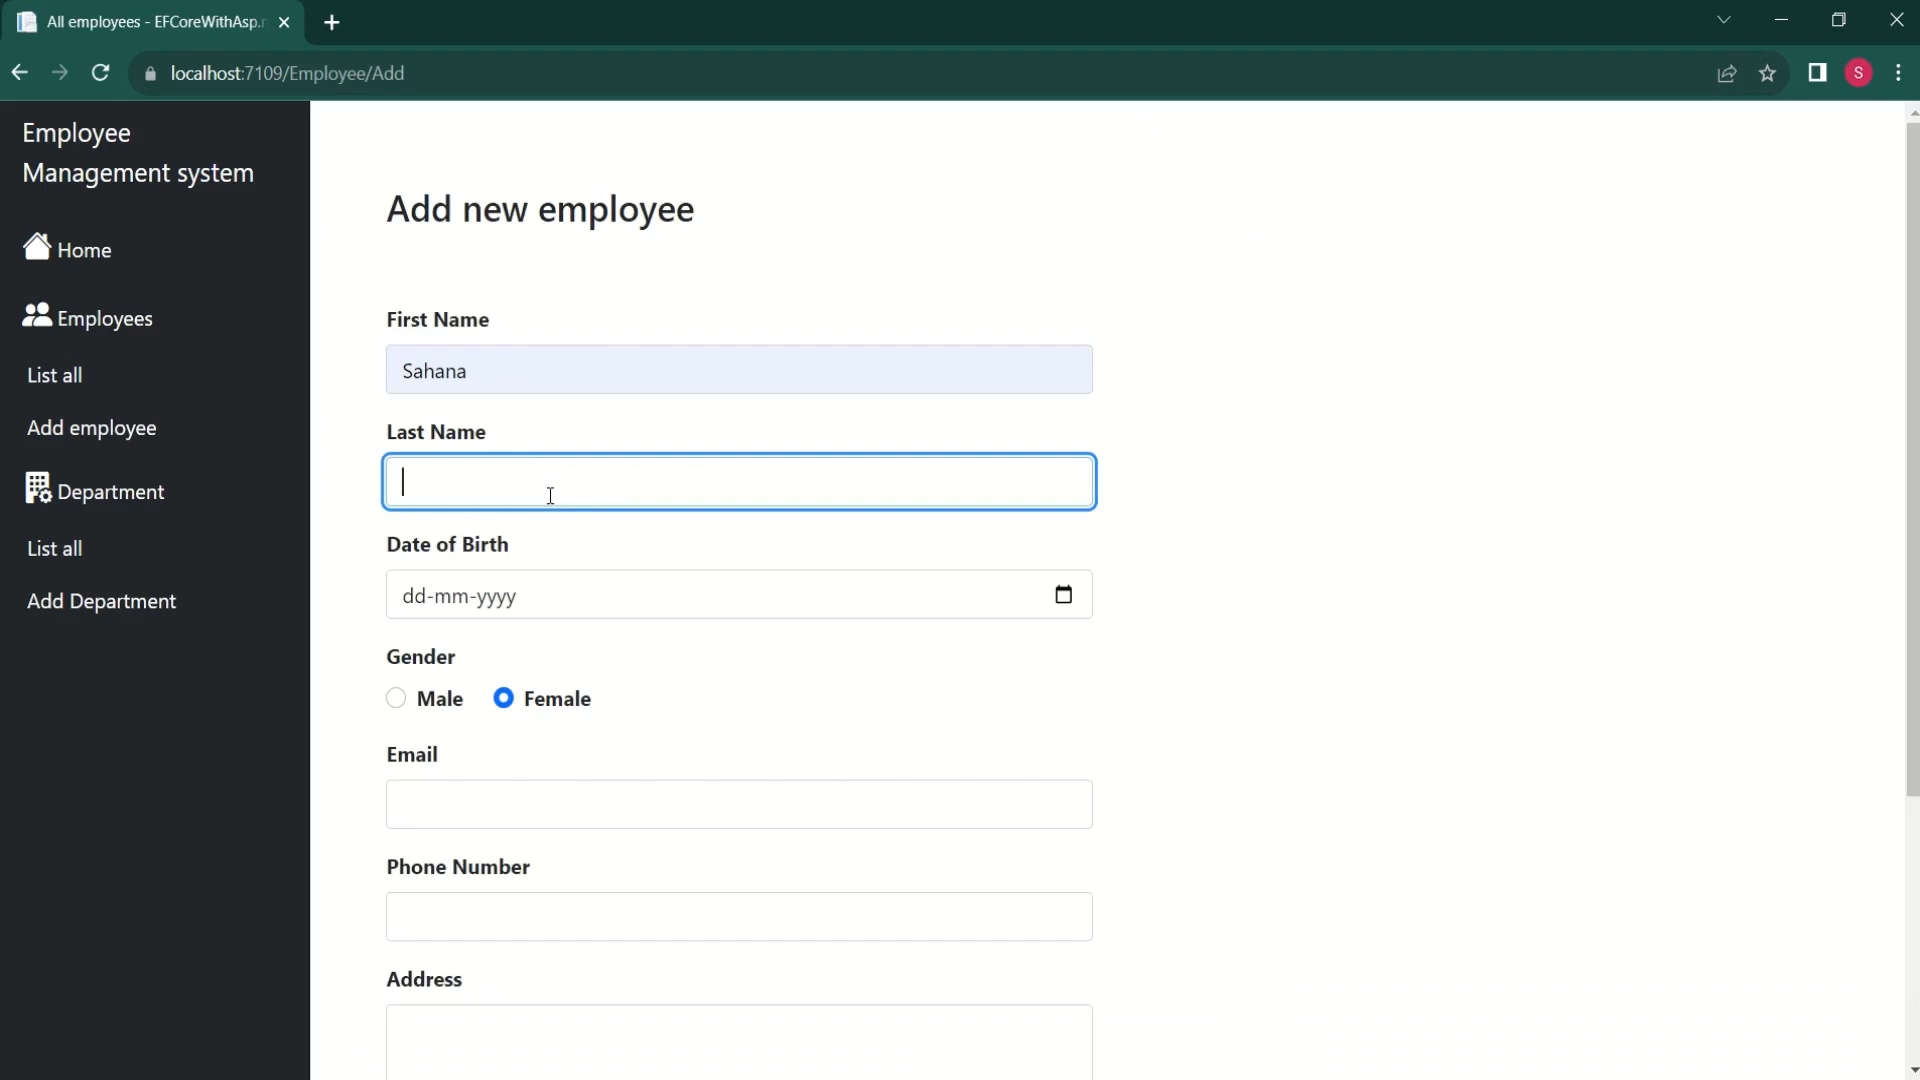 All employees - EFCoreWithAsp.
localhost:7109/Employee/Add
S
Employee
Management system
Home
Employees
List all
Add employee
Department
List all
Add Department
Add new employee
First Name
Sahana
Last Name
Date of Birth
dd-mm-yyyy
Gender
Male Female
Email
Phone Number
Address